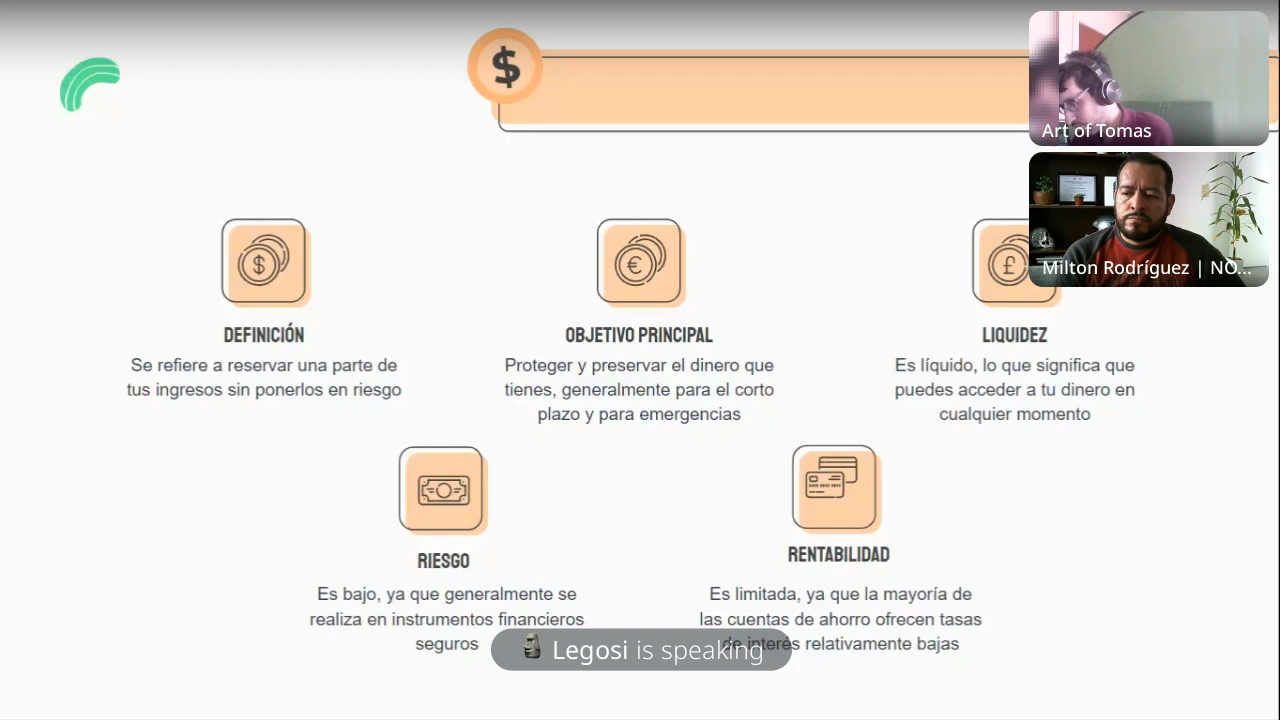 $
Art of Tomas
Milton Rodríguez | NÒ...
$
€
£
DEFINICIÓN
Se refiere a reservar una parte de
tus ingresos sin ponerlos en riesgo
OBJETIVO PRINCIPAL
Proteger y preservar el dinero que
tienes, generalmente para el corto
plazo y para emergencias
LIQUIDEZ
Es líquido, lo que significa que
puedes acceder a tu dinero en
cualquier momento
RIESGO
Es bajo, ya que generalmente se
realiza en instrumentos financieros
seguros
RENTABILIDAD
Es limitada, ya que la mayoría de
las cuentas de ahorro ofrecen tasas
de interés relativamente bajas
Legosi is speaking